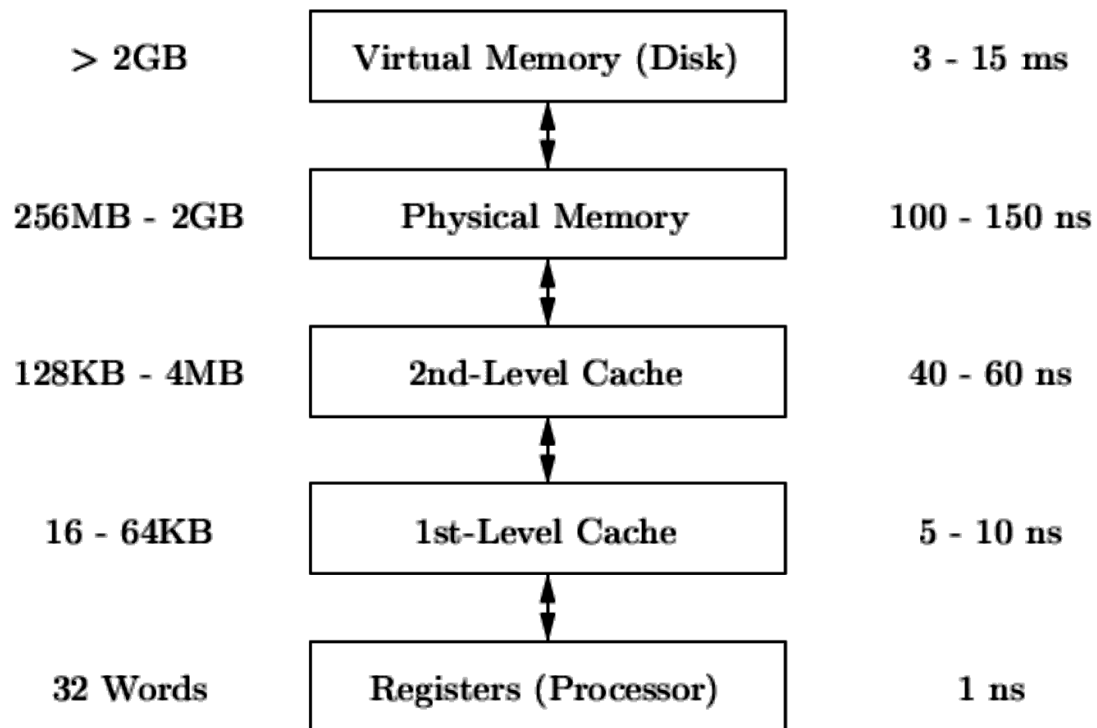 > 2GB Virtual Memory (Disk) 3 - 15 ms
256MB - 2GB Physical Memory 100 - 150 ns
128KB - 4MB 2nd-Level Cache 40 - 60 ns
16 - 64KB 1st-Level Cache 5 - 10 ns
32 Words Registers (Processor) 1 ns